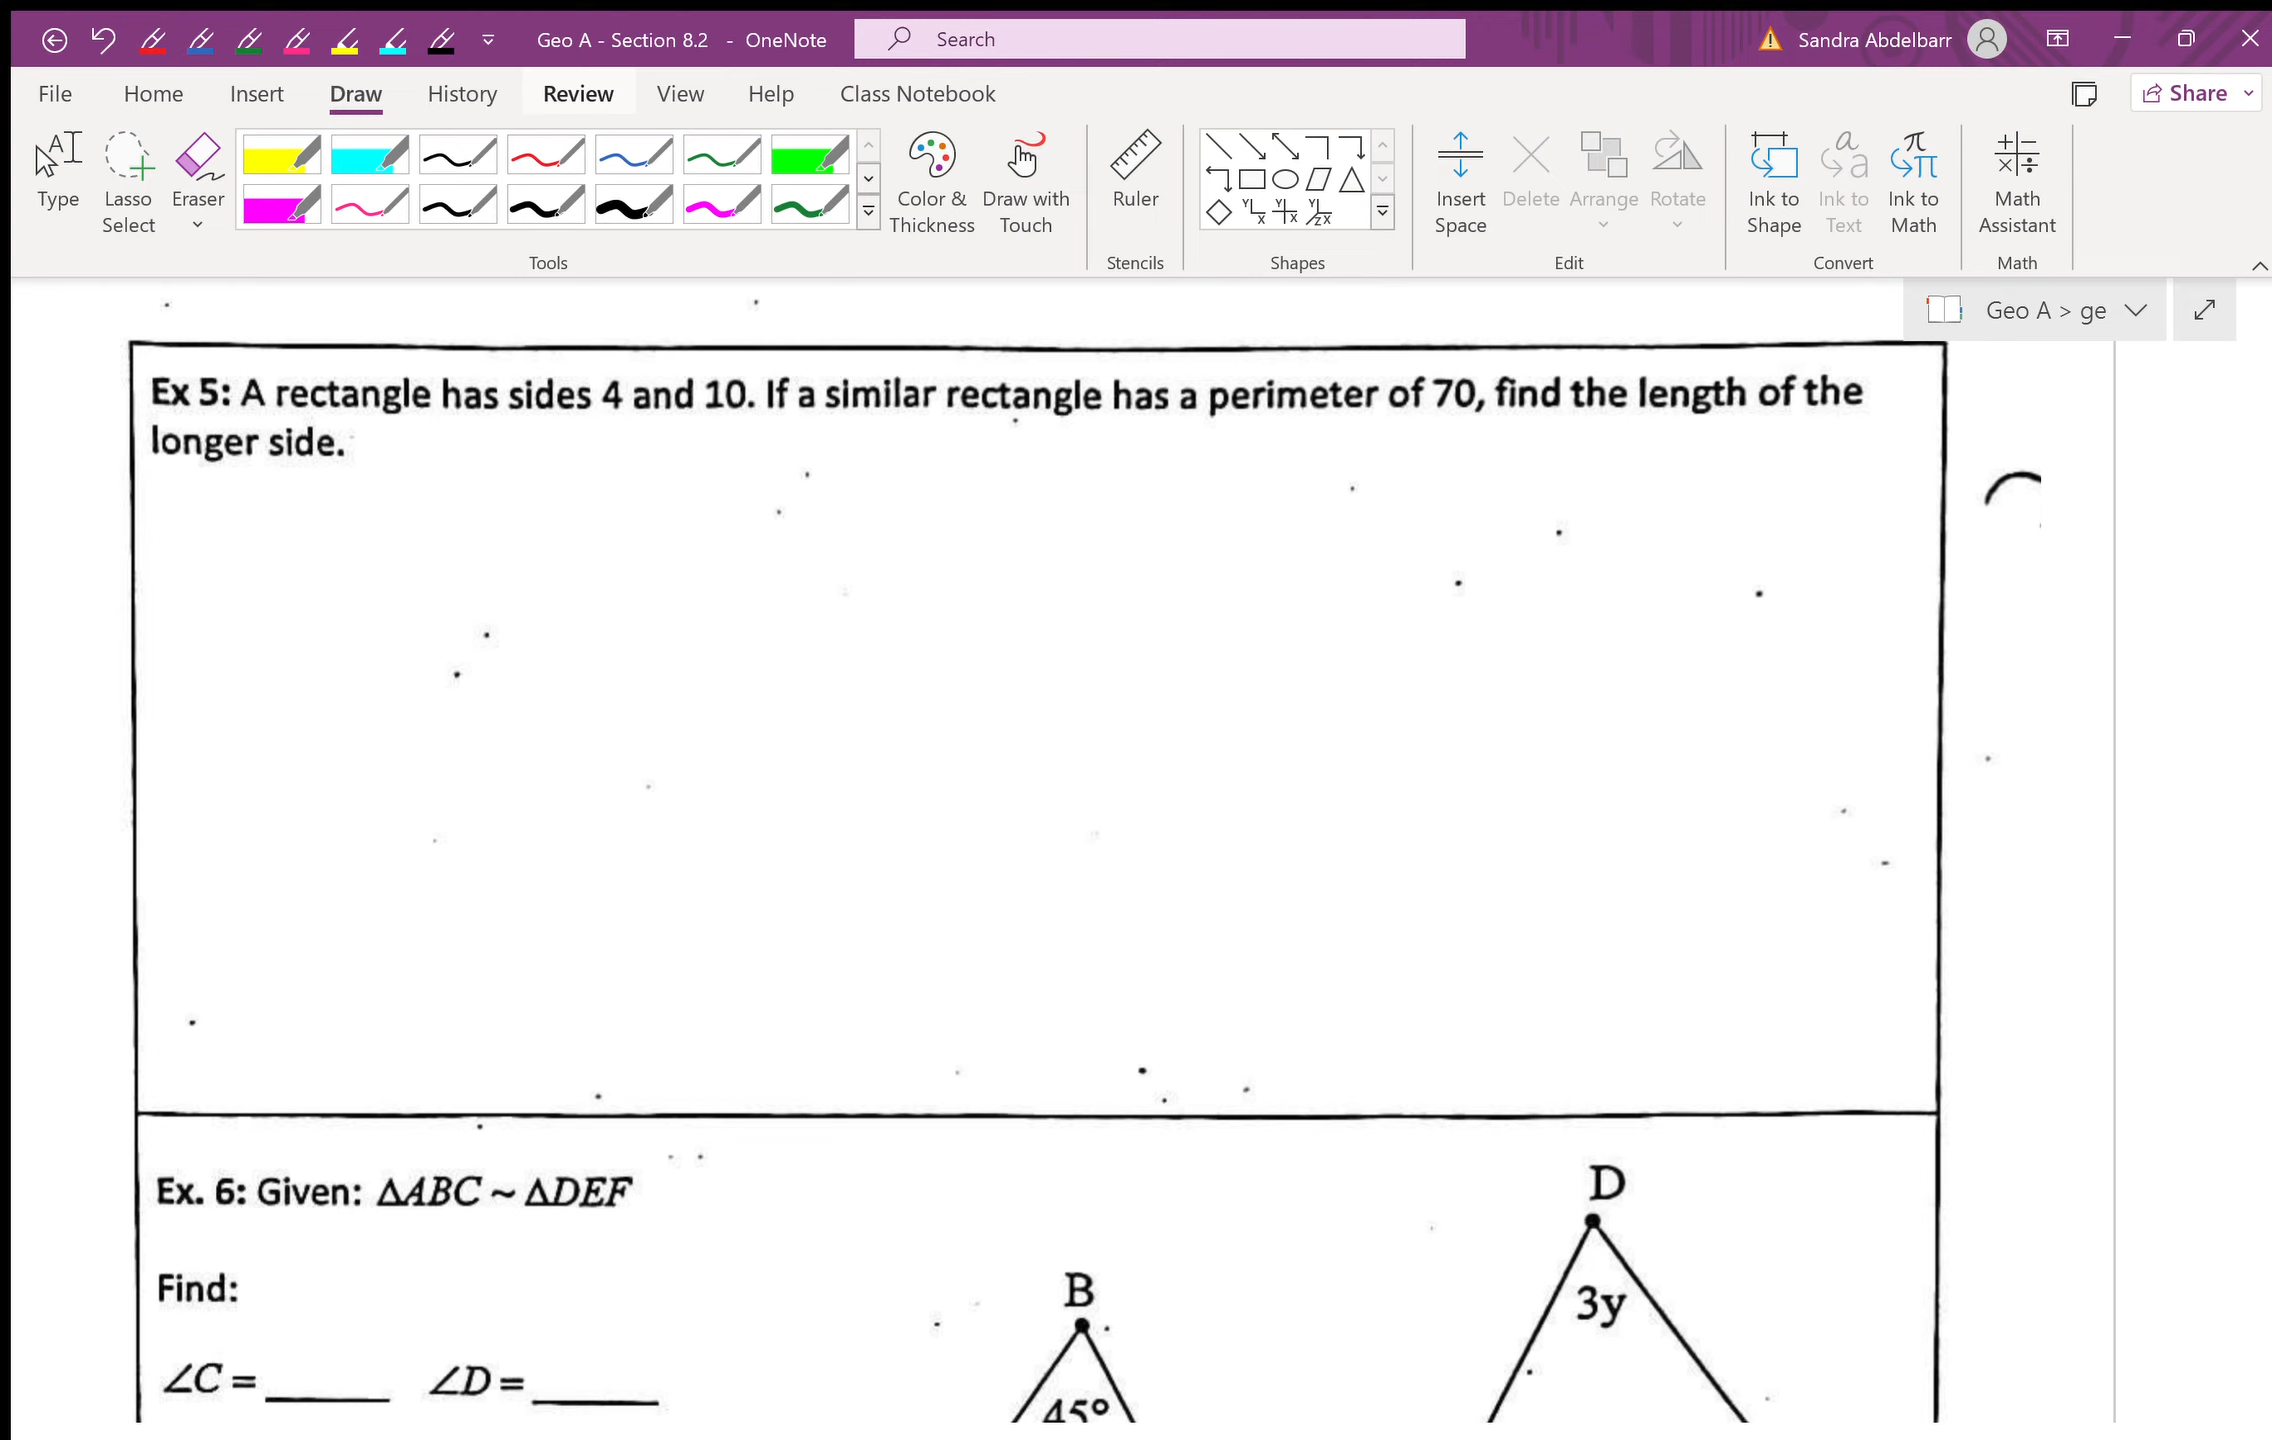 Geo A - Section 8.2 - OneNote
Search
Sandra Abdelbarr
File Home Insert Draw History Review View Help Class Notebook
Share
Type Lasso Select Eraser
Color & Thickness Draw with Touch
Ruler
Insert Space Delete Arrange Rotate
Ink to Shape Ink to Text Ink to Math
Math Assistant
Tools Stencils Shapes Edit Convert Math
Geo A > ge
Ex 5: A rectangle has sides 4 and 10. If a similar rectangle has a perimeter of 70, find the length of the
longer side.
Ex. 6: Given: ΔABC ~ ΔDEF
D
Find:
B
3y
∠C = ______ ∠D = ______
45°